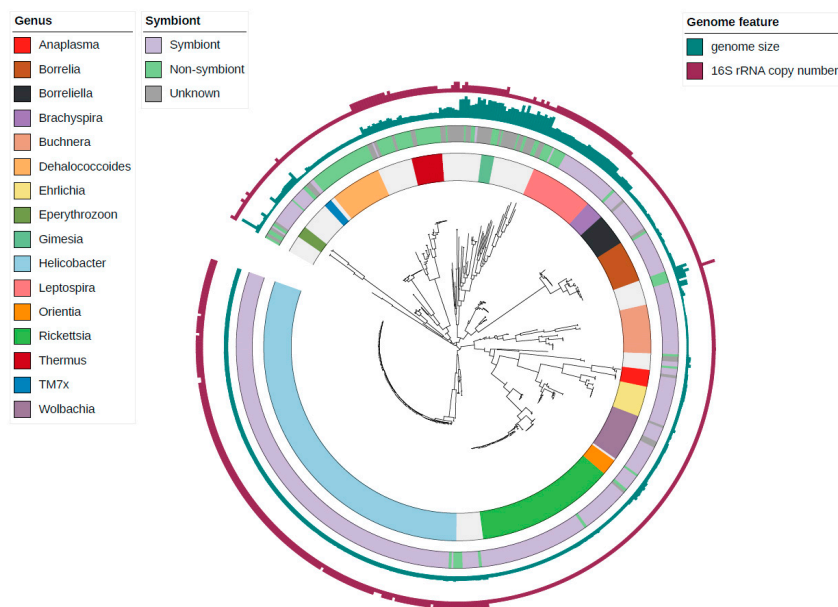 Genus
Anaplasma
Borrelia
Borreliella
Brachyspira
Buchnera
Dehalococcoides
Ehrlichia
Eperythrozoon
Gimesia
Helicobacter
Leptospira
Orientia
Rickettsia
Thermus
TM7x
Wolbachia
Symbiont
Symbiont
Non-symbiont
Unknown
Genome feature
genome size
16S rRNA copy number